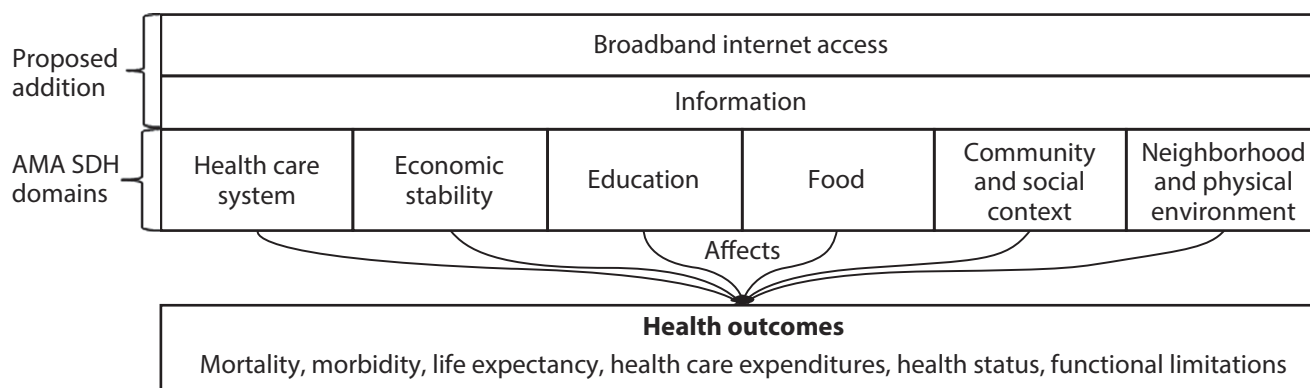 Proposed
addition
Broadband internet access
Information
AMA SDH
domains
Health care
system
Economic
stability
Education
Food
Community
and social
context
Neighborhood
and physical
environment
Affects
Health outcomes
Mortality, morbidity, life expectancy, health care expenditures, health status, functional limitations